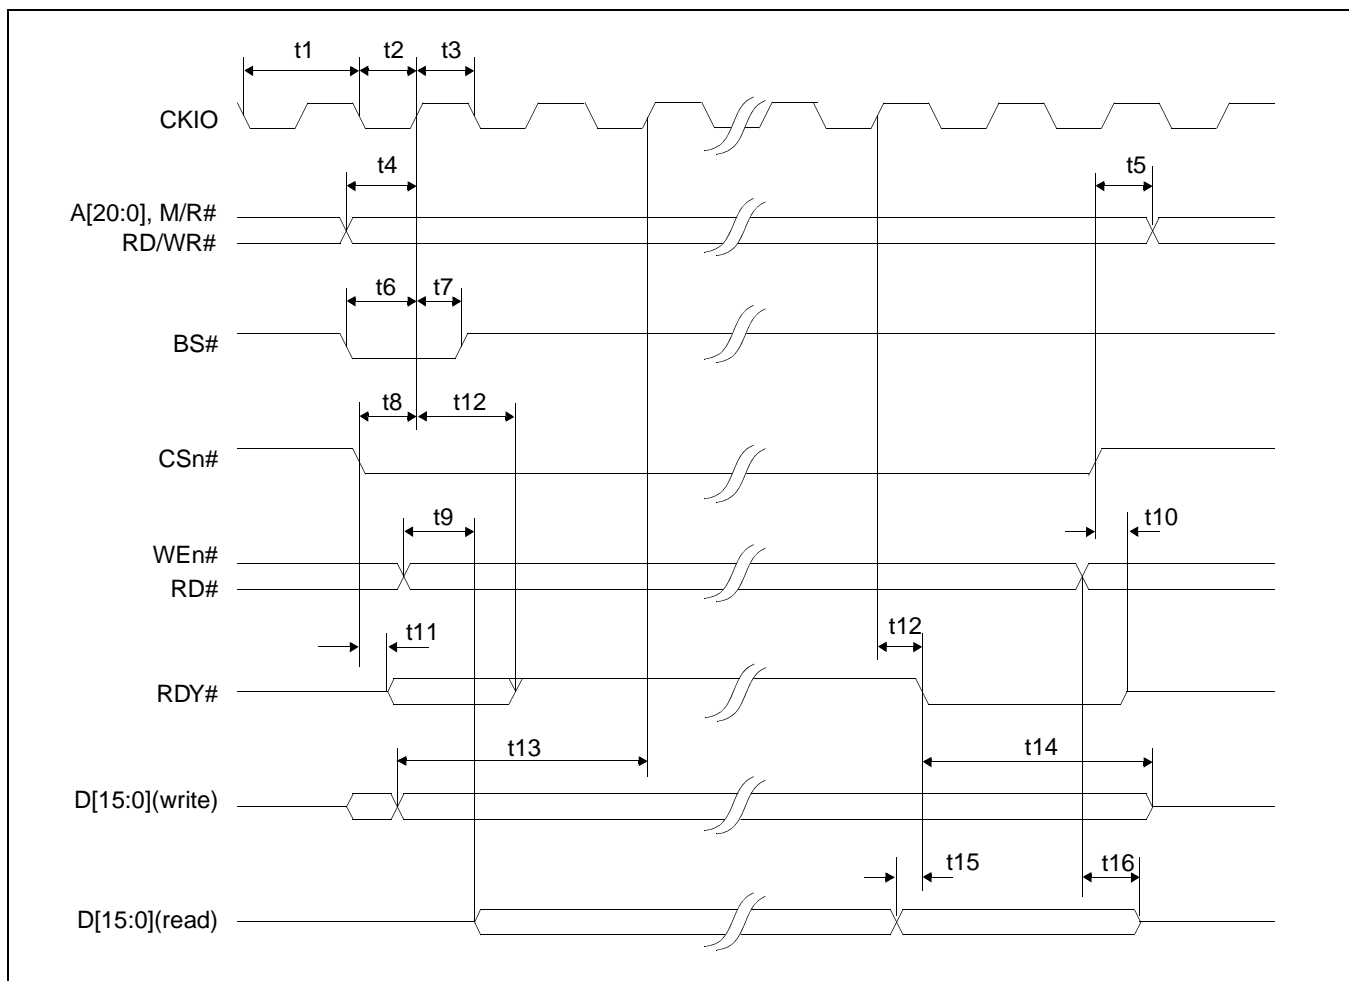 t1 t2 t3
CKIO
t4 t5
A[20:0], M/R#
RD/WR#
t6 t7
BS#
t8 t12
CSn#
t9 t10
WEn#
RD#
t11 t12
RDY#
t13 t14
D[15:0](write)
t15 t16
D[15:0](read)